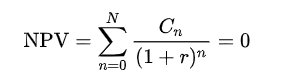 NPV = \sum_{n=0}^{N} \frac{C_n}{(1+r)^n} = 0